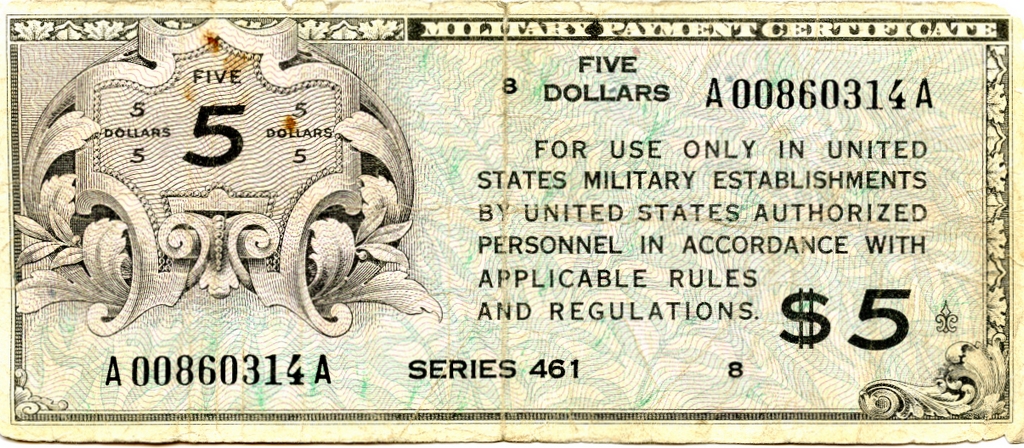 MILITARY PAYMENT CERTIFICATE
FIVE
5 5
DOLLARS 5 DOLLARS
5 5
8 FIVE DOLLARS A00860314A
FOR USE ONLY IN UNITED
STATES MILITARY ESTABLISHMENTS
BY UNITED STATES AUTHORIZED
PERSONNEL IN ACCORDANCE WITH
APPLICABLE RULES
AND REGULATIONS.
$5
A00860314A SERIES 461 8